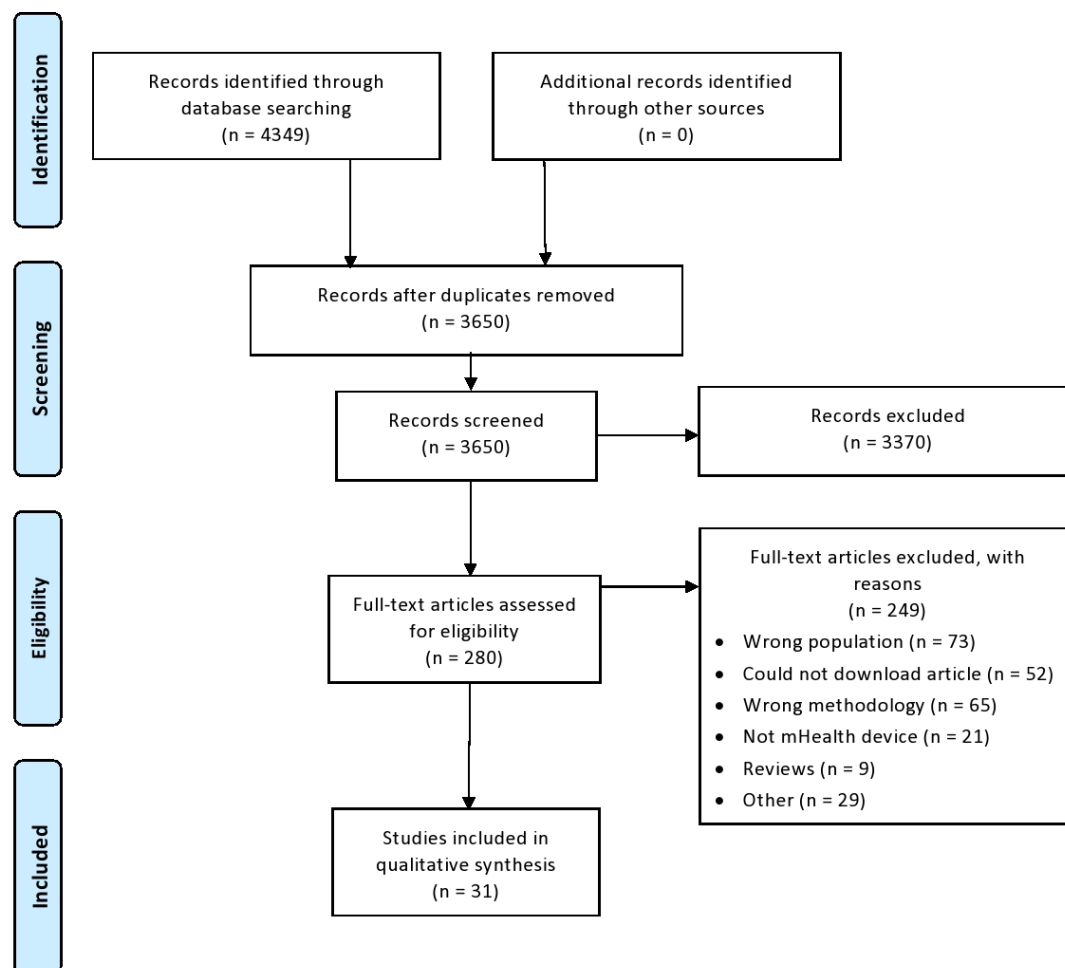 Identification
Records identified through
database searching
(n = 4349)
Additional records identified
through other sources
(n = 0)
Screening
Records after duplicates removed
(n = 3650)
Records screened
(n = 3650)
Records excluded
(n = 3370)
Eligibility
Full-text articles assessed
for eligibility
(n = 280)
Full-text articles excluded, with
reasons
(n = 249)
• Wrong population (n = 73)
• Could not download article (n = 52)
• Wrong methodology (n = 65)
• Not mHealth device (n = 21)
• Reviews (n = 9)
• Other (n = 29)
Included
Studies included in
qualitative synthesis
(n = 31)